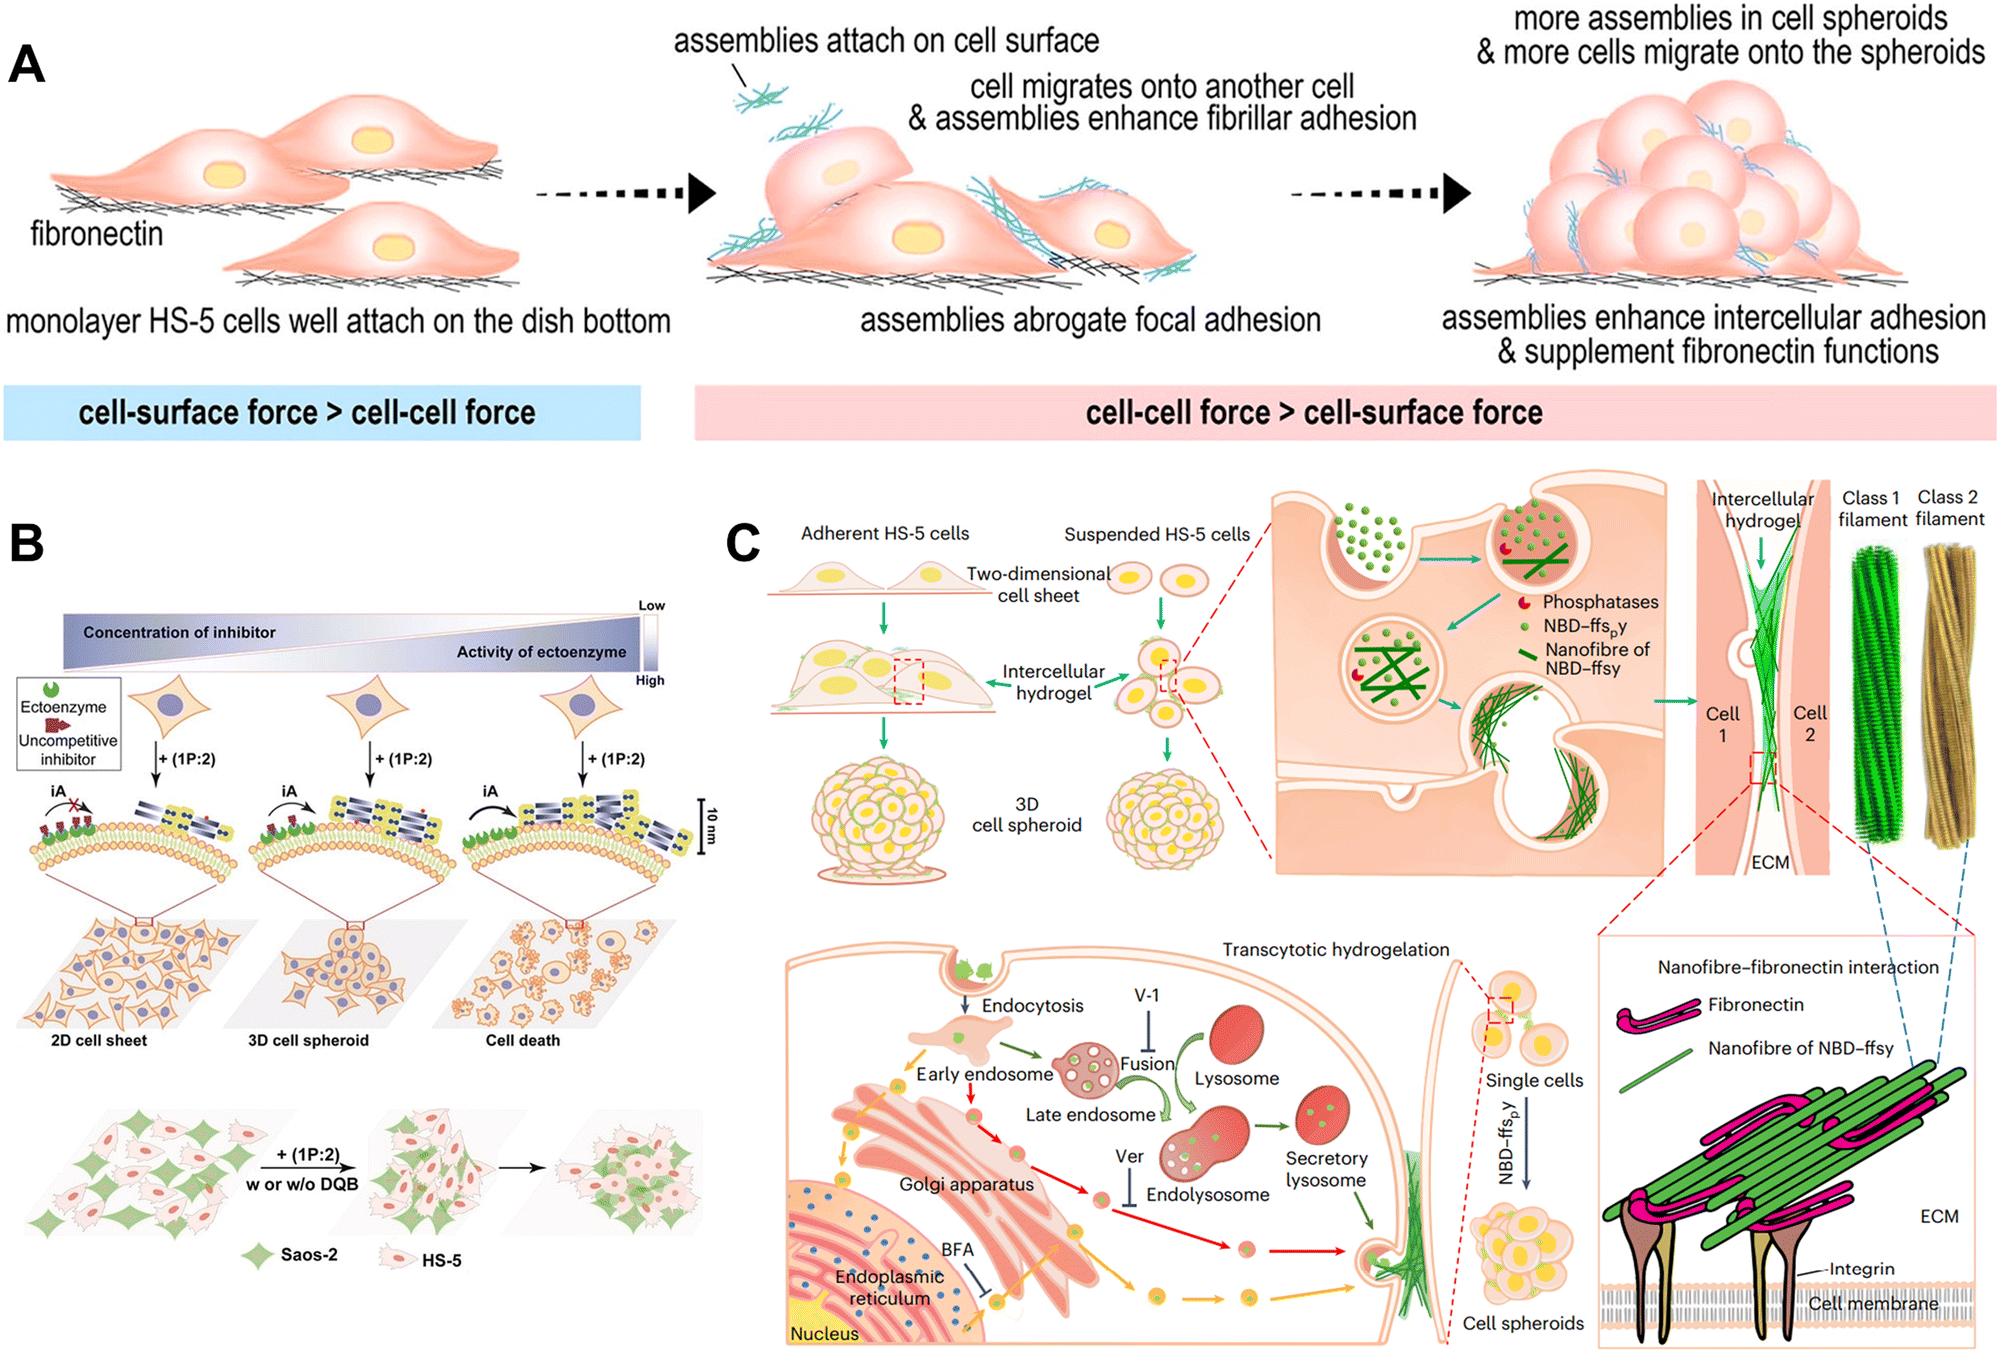 A
assemblies attach on cell surface
cell migrates onto another cell
& assemblies enhance fibrillar adhesion
more assemblies in cell spheroids
& more cells migrate onto the spheroids
fibronectin
monolayer HS-5 cells well attach on the dish bottom
assemblies abrogate focal adhesion
assemblies enhance intercellular adhesion
& supplement fibronectin functions
cell-surface force > cell-cell force
cell-cell force > cell-surface force
B
Concentration of inhibitor
Activity of ectoenzyme
Low
High
Ectoenzyme
Uncompetitive
inhibitor
+ (1P:2)
+ (1P:2)
+ (1P:2)
iA
iA
iA
10 nm
2D cell sheet
3D cell spheroid
Cell death
+ (1P:2)
w or w/o DQB
Saos-2
HS-5
C
Adherent HS-5 cells
Suspended HS-5 cells
Two-dimensional
cell sheet
Intercellular
hydrogel
3D
cell spheroid
Phosphatases
NBD–ffspy
Nanofibre of
NBD–ffsy
Intercellular
hydrogel
Cell
1
Cell
2
ECM
Class 1
filament
Class 2
filament
Transcytotic hydrogelation
Endocytosis
Early endosome
V-1
Fusion
Lysosome
Late endosome
Endolysosome
Secretory
lysosome
Golgi apparatus
Ver
BFA
Endoplasmic
reticulum
Nucleus
Single cells
NBD–ffspy
Cell spheroids
Nanofibre–fibronectin interaction
Fibronectin
Nanofibre of NBD–ffsy
ECM
Integrin
Cell membrane